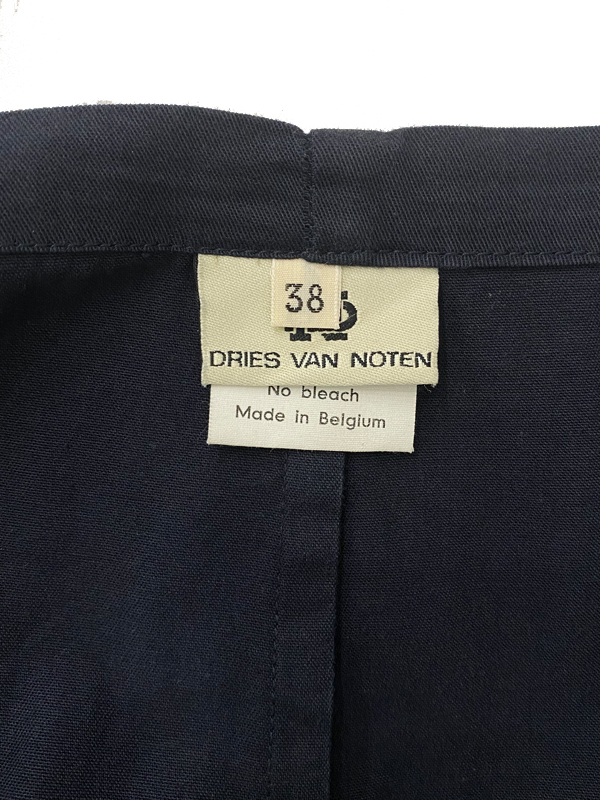 38
DRIES VAN NOTEN
No bleach
Made in Belgium